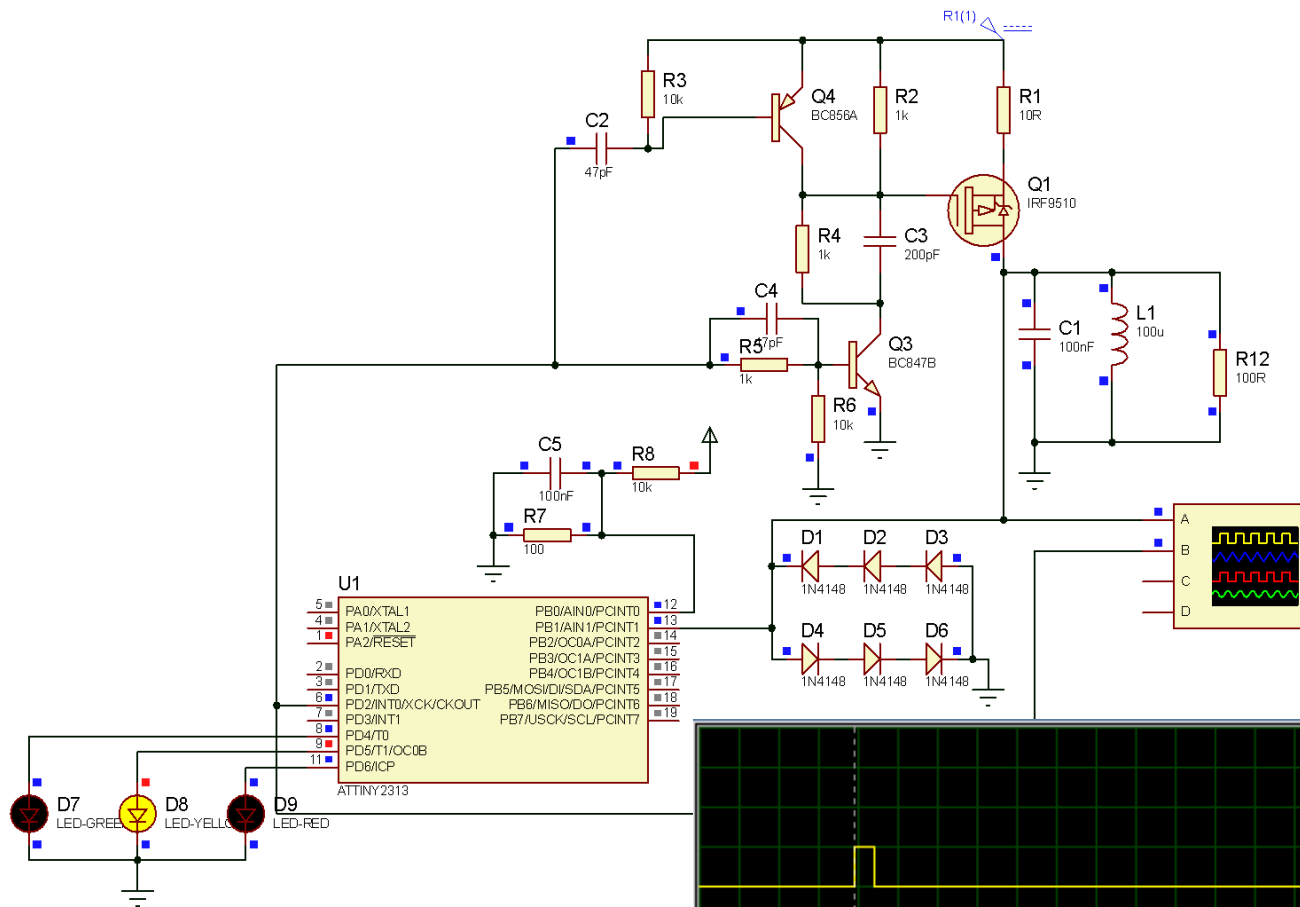 R1(1)
R3
10k
Q4
BC856A
R2
1k
R1
10R
C2
47pF
Q1
IRF9510
R4
1k
C3
200pF
C4
47pF
R5
1k
Q3
BC847B
C1
100nF
L1
100u
R12
100R
R6
10k
C5
100nF
R8
10k
R7
100
A
B
C
D
D1
D2
D3
1N4148
1N4148
1N4148
D4
D5
D6
1N4148
1N4148
1N4148
U1
5 PA0/XTAL1 PB0/AIN0/PCINT0 12
4 PA1/XTAL2 PB1/AIN1/PCINT1 13
1 PA2/RESET PB2/OC0A/PCINT2 14
PB3/OC1A/PCINT3 15
2 PD0/RXD PB4/OC1B/PCINT4 16
3 PD1/TXD PB5/MOSI/DI/SDA/PCINT5 17
6 PD2/INT0/XCK/CKOUT PB6/MISO/DO/PCINT6 18
7 PD3/INT1 PB7/USCK/SCL/PCINT7 19
8 PD4/T0
9 PD5/T1/OC0B
11 PD6/ICP
ATTINY2313
D7
LED-GREE
D8
LED-YELLO
D9
LED-RED